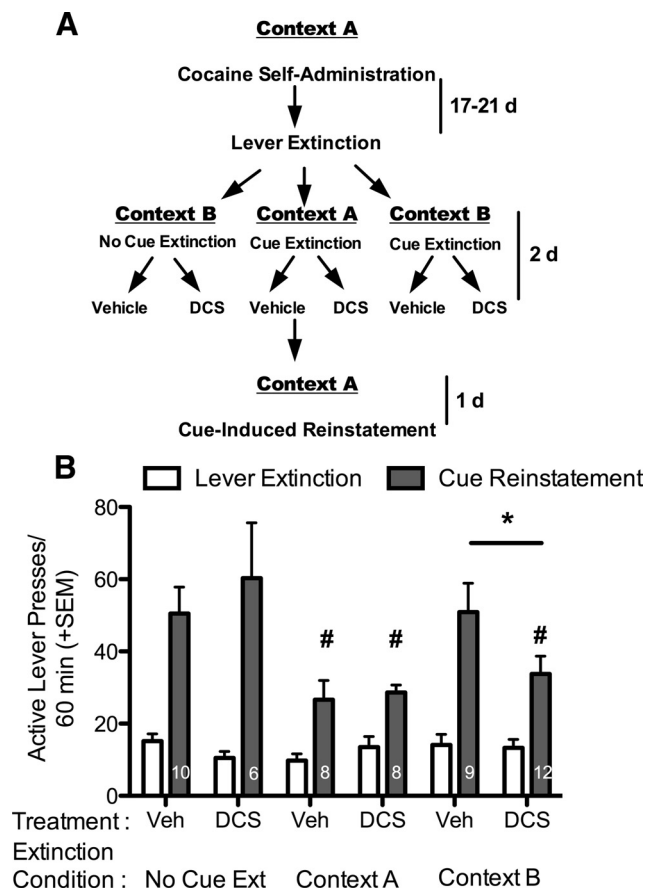 A
Context A
Cocaine Self-Administration
17-21 d
Lever Extinction
Context B Context A Context B
No Cue Extinction Cue Extinction Cue Extinction
2 d
Vehicle DCS Vehicle DCS Vehicle DCS
Context A
1 d
Cue-Induced Reinstatement
B
Lever Extinction Cue Reinstatement
Active Lever Presses/
60 min (+SEM)
80
60
40
20
0
*
# # #
10 6 8 8 9 12
Treatment : Veh DCS Veh DCS Veh DCS
Extinction
Condition : No Cue Ext Context A Context B